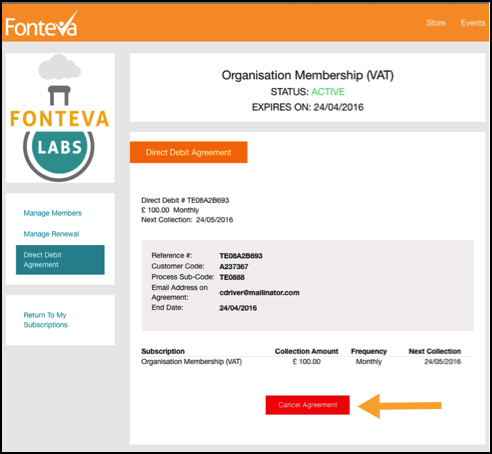 Fonteva
Store Events
FONTEVA
LABS
Manage Members
Manage Renewal
Direct Debit
Agreement
Return To My
Subscriptions
Organisation Membership (VAT)
STATUS: ACTIVE
EXPIRES ON: 24/04/2016
Direct Debit Agreement
Direct Debit # TE08A2B693
£ 100.00 Monthly
Next Collection: 24/05/2016
Reference #: TE08A2B693
Customer Code: A237367
Process Sub-Code: TE0888
Email Address on
Agreement: cdriver@mailinator.com
End Date: 24/04/2016
Subscription Collection Amount Frequency Next Collection
Organisation Membership (VAT) £ 100.00 Monthly 24/05/2016
Cancel Agreement